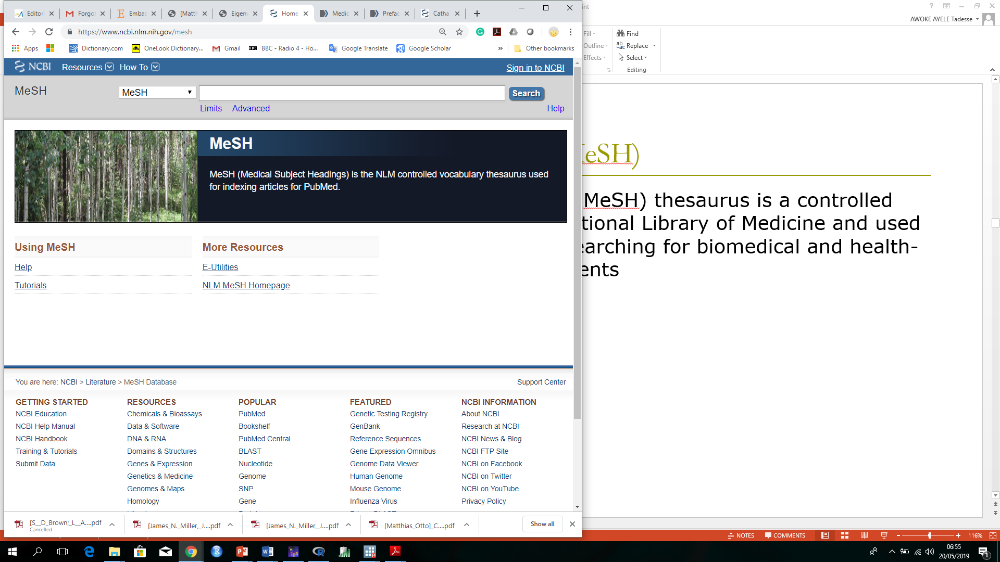 Editor
Forgot
Embas
[Matth
Eigenv
Home
Medic
Prefac
Catha
https://www.ncbi.nlm.nih.gov/mesh
Apps
Dictionary.com
OneLook Dictionary...
Gmail
BBC - Radio 4 - Ho...
Google Translate
Google Scholar
»
Other bookmarks
NCBI Resources How To
Sign in to NCBI
MeSH
MeSH
Search
Limits Advanced
Help
MeSH
MeSH (Medical Subject Headings) is the NLM controlled vocabulary thesaurus used
for indexing articles for PubMed.
Using MeSH
Help
Tutorials
More Resources
E-Utilities
NLM MeSH Homepage
You are here: NCBI > Literature > MeSH Database
Support Center
GETTING STARTED
NCBI Education
NCBI Help Manual
NCBI Handbook
Training & Tutorials
Submit Data
RESOURCES
Chemicals & Bioassays
Data & Software
DNA & RNA
Domains & Structures
Genes & Expression
Genetics & Medicine
Genomes & Maps
Homology
POPULAR
PubMed
Bookshelf
PubMed Central
BLAST
Nucleotide
Genome
SNP
Gene
FEATURED
Genetic Testing Registry
GenBank
Reference Sequences
Gene Expression Omnibus
Genome Data Viewer
Human Genome
Mouse Genome
Influenza Virus
NCBI INFORMATION
About NCBI
Research at NCBI
NCBI News & Blog
NCBI FTP Site
NCBI on Facebook
NCBI on Twitter
NCBI on YouTube
Privacy Policy
[S__D_Brown;_L__A....pdf
Cancelled
[James_N._Miller,_J....pdf
[James_N._Miller,_J....pdf
[Matthias_Otto]_C....pdf
Show all
int
AWOKE AYELE Tadesse
Fill
Outline
Effects
Find
Replace
Select
Editing
eSH)
MeSH) thesaurus is a controlled
tional Library of Medicine and used
earching for biomedical and health-
ents
NOTES
COMMENTS
116%
06:55
20/05/2019
1